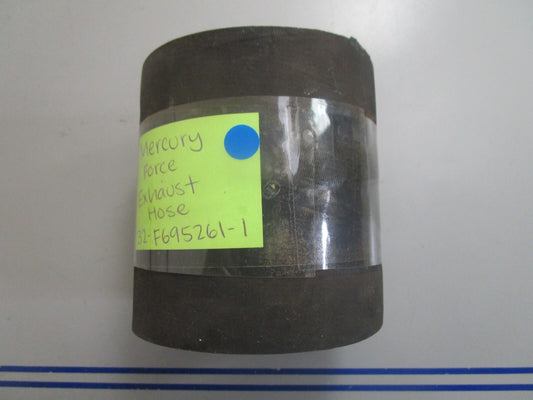 Mercury
Force
Exhaust
Hose
32-F695261-1